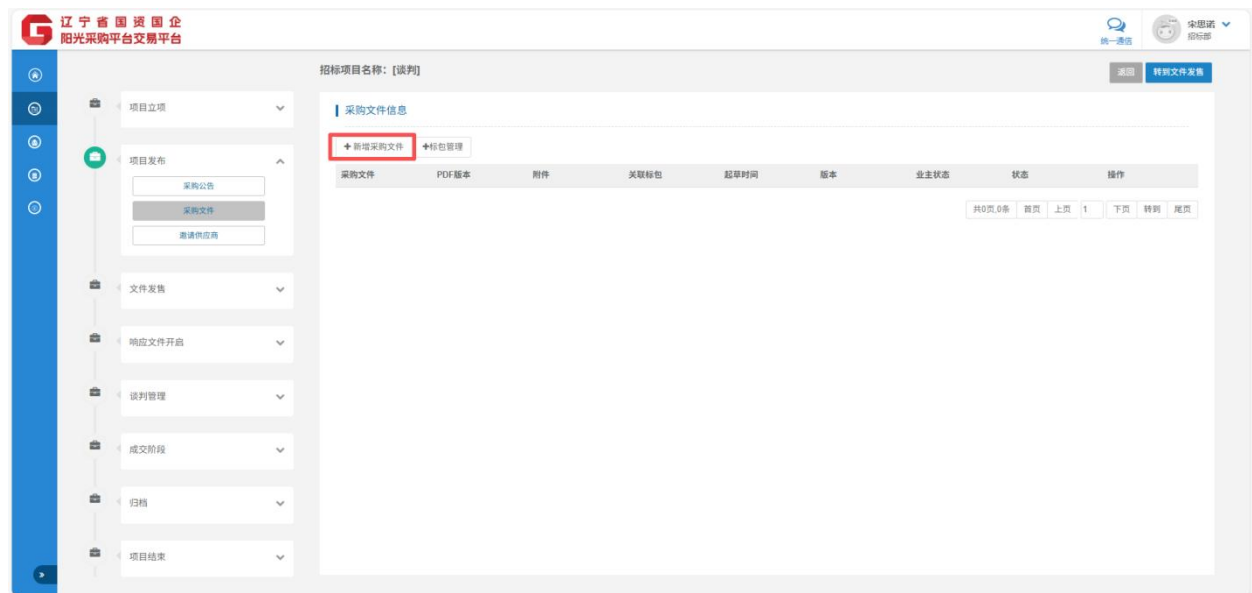 辽宁省国资国企
阳光采购平台交易平台
统一通信
宋思诺
招标部
招标项目名称：[谈判]
返回
转到文件发售
项目立项
项目发布
采购公告
采购文件
邀请供应商
文件发售
响应文件开启
谈判管理
成交阶段
归档
项目结束
采购文件信息
+新增采购文件
+标包管理
采购文件 PDF版本 附件 关联标包 起草时间 版本 业主状态 状态 操作
共0页,0条 首页 上页 1 下页 转到 尾页